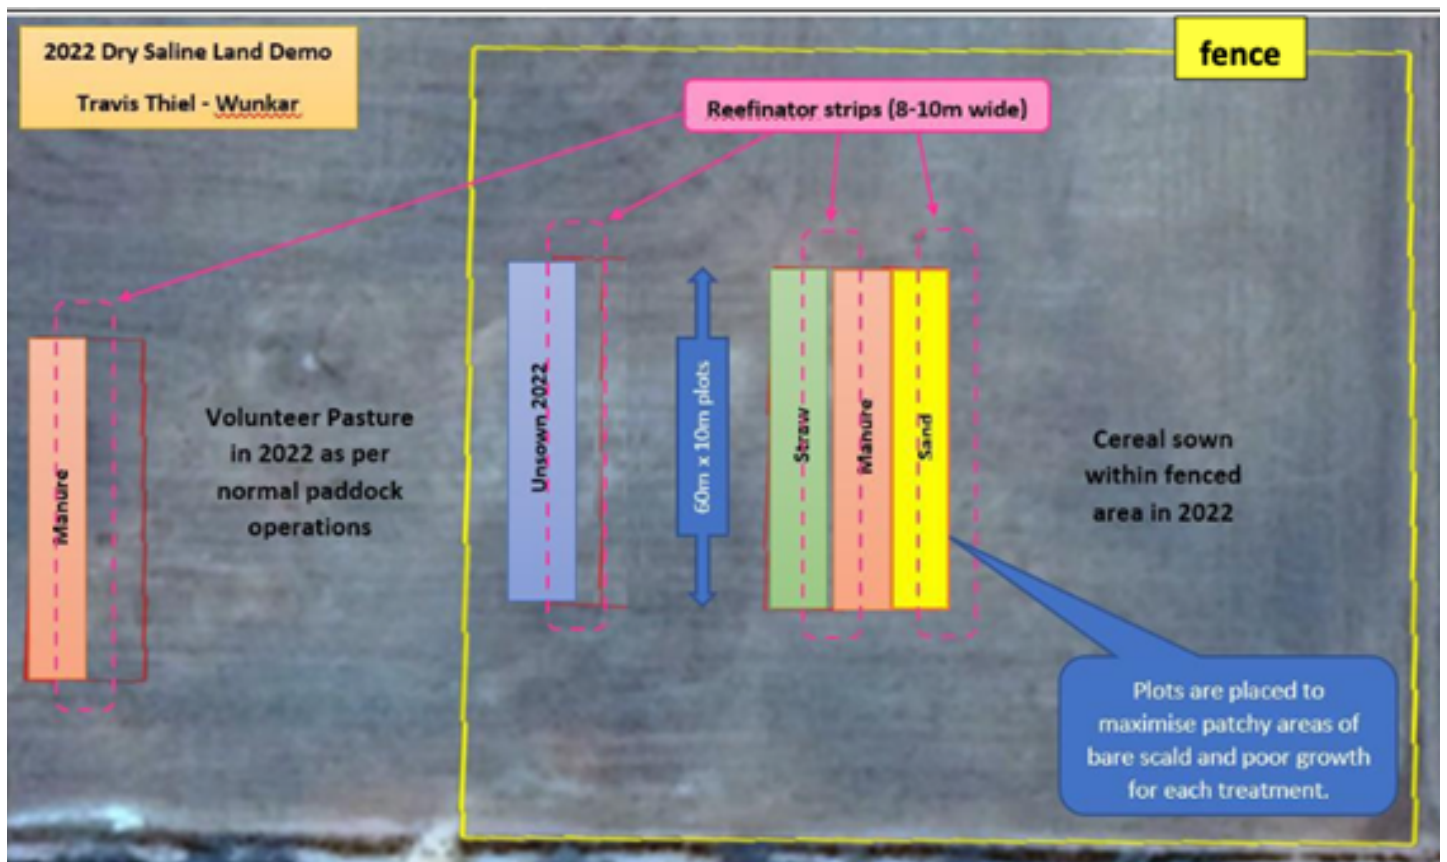 2022 Dry Saline Land Demo
Travis Thiel - Wunkar
fence
Reefinator strips (8-10m wide)
Manure
Volunteer Pasture
in 2022 as per
normal paddock
operations
Unsown 2022
60m x 10m plots
Straw
Manure
Sand
Cereal sown
within fenced
area in 2022
Plots are placed to
maximise patchy areas of
bare scald and poor growth
for each treatment.